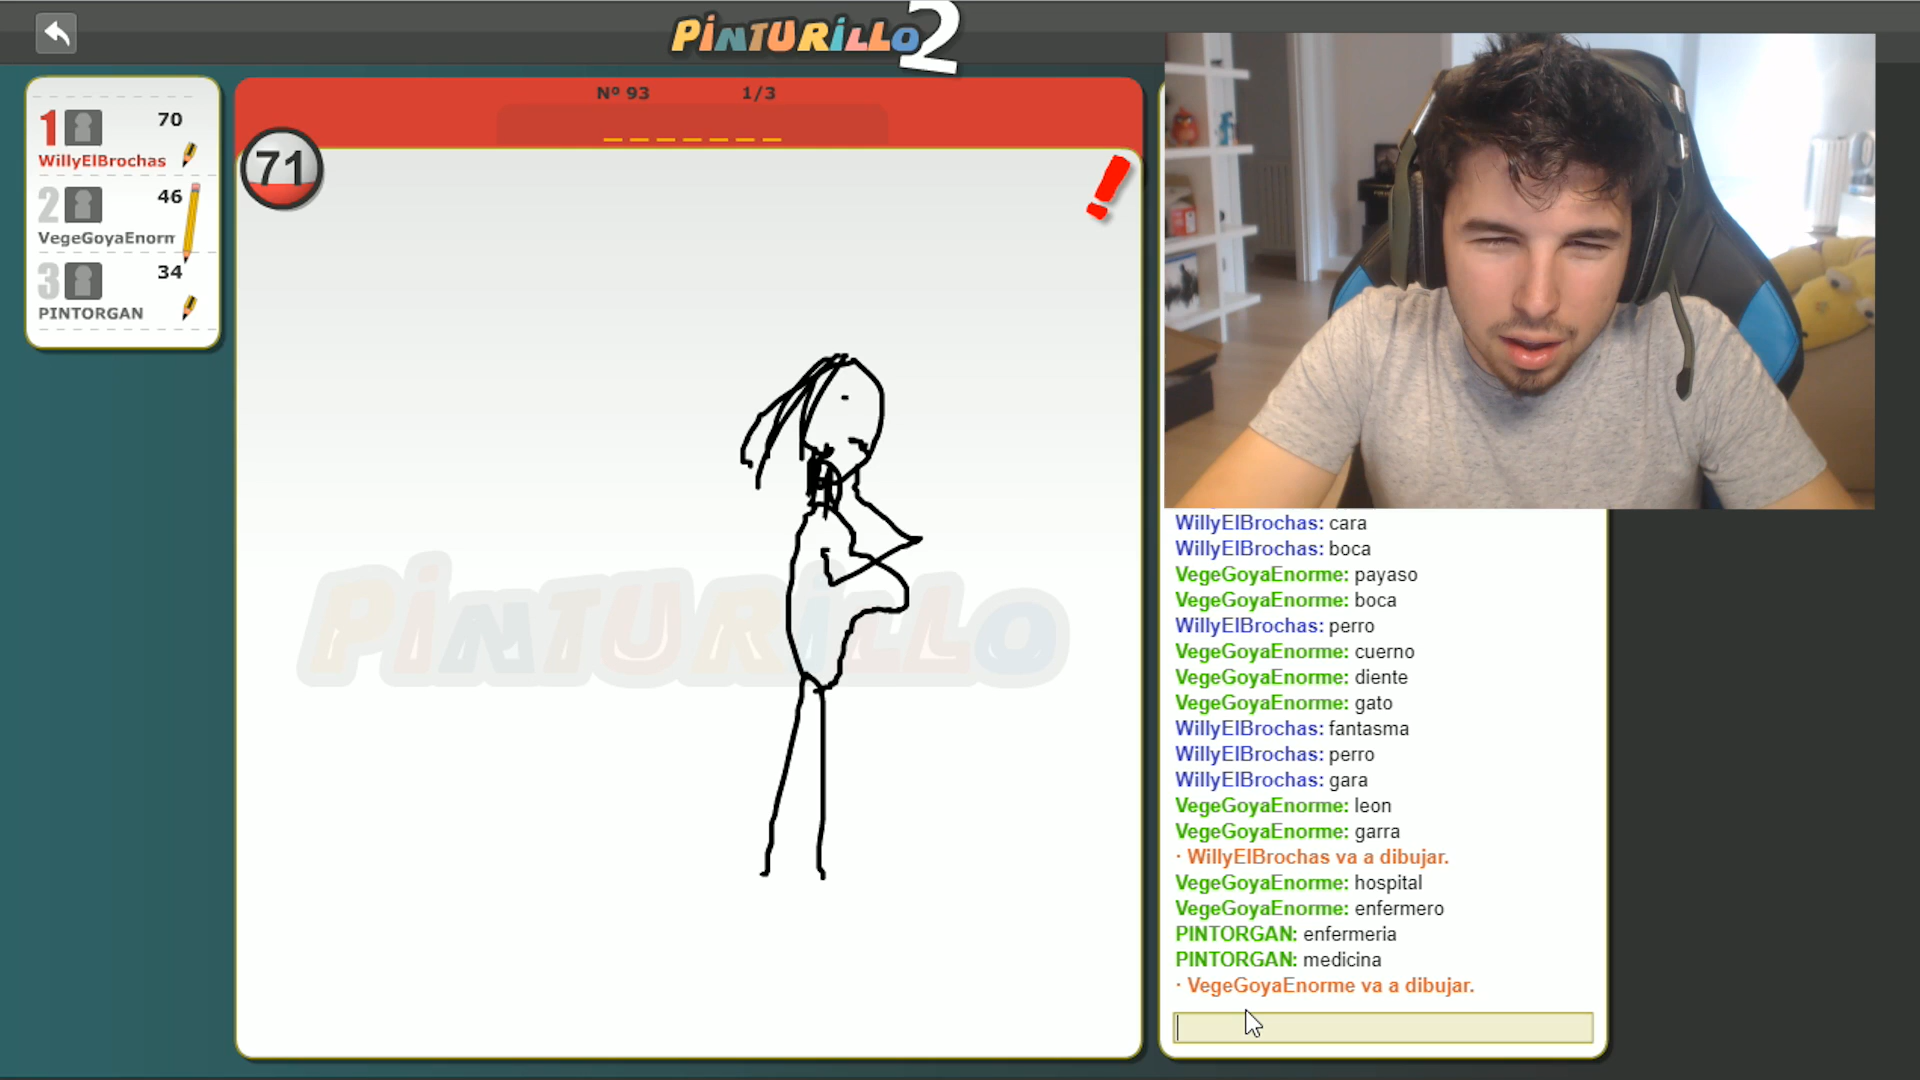 PiNTURiLLO 2
Nº 93 1/3
_ _ _ _ _ _ _
71
1 70
WillyElBrochas
2 46
VegeGoyaEnorm
3 34
PINTORGAN
!
PiNTURiLLO
WillyElBrochas: cara
WillyElBrochas: boca
VegeGoyaEnorme: payaso
VegeGoyaEnorme: boca
WillyElBrochas: perro
VegeGoyaEnorme: cuerno
VegeGoyaEnorme: diente
VegeGoyaEnorme: gato
WillyElBrochas: fantasma
WillyElBrochas: perro
WillyElBrochas: gara
VegeGoyaEnorme: leon
VegeGoyaEnorme: garra
· WillyElBrochas va a dibujar.
VegeGoyaEnorme: hospital
VegeGoyaEnorme: enfermero
PINTORGAN: enfermeria
PINTORGAN: medicina
· VegeGoyaEnorme va a dibujar.